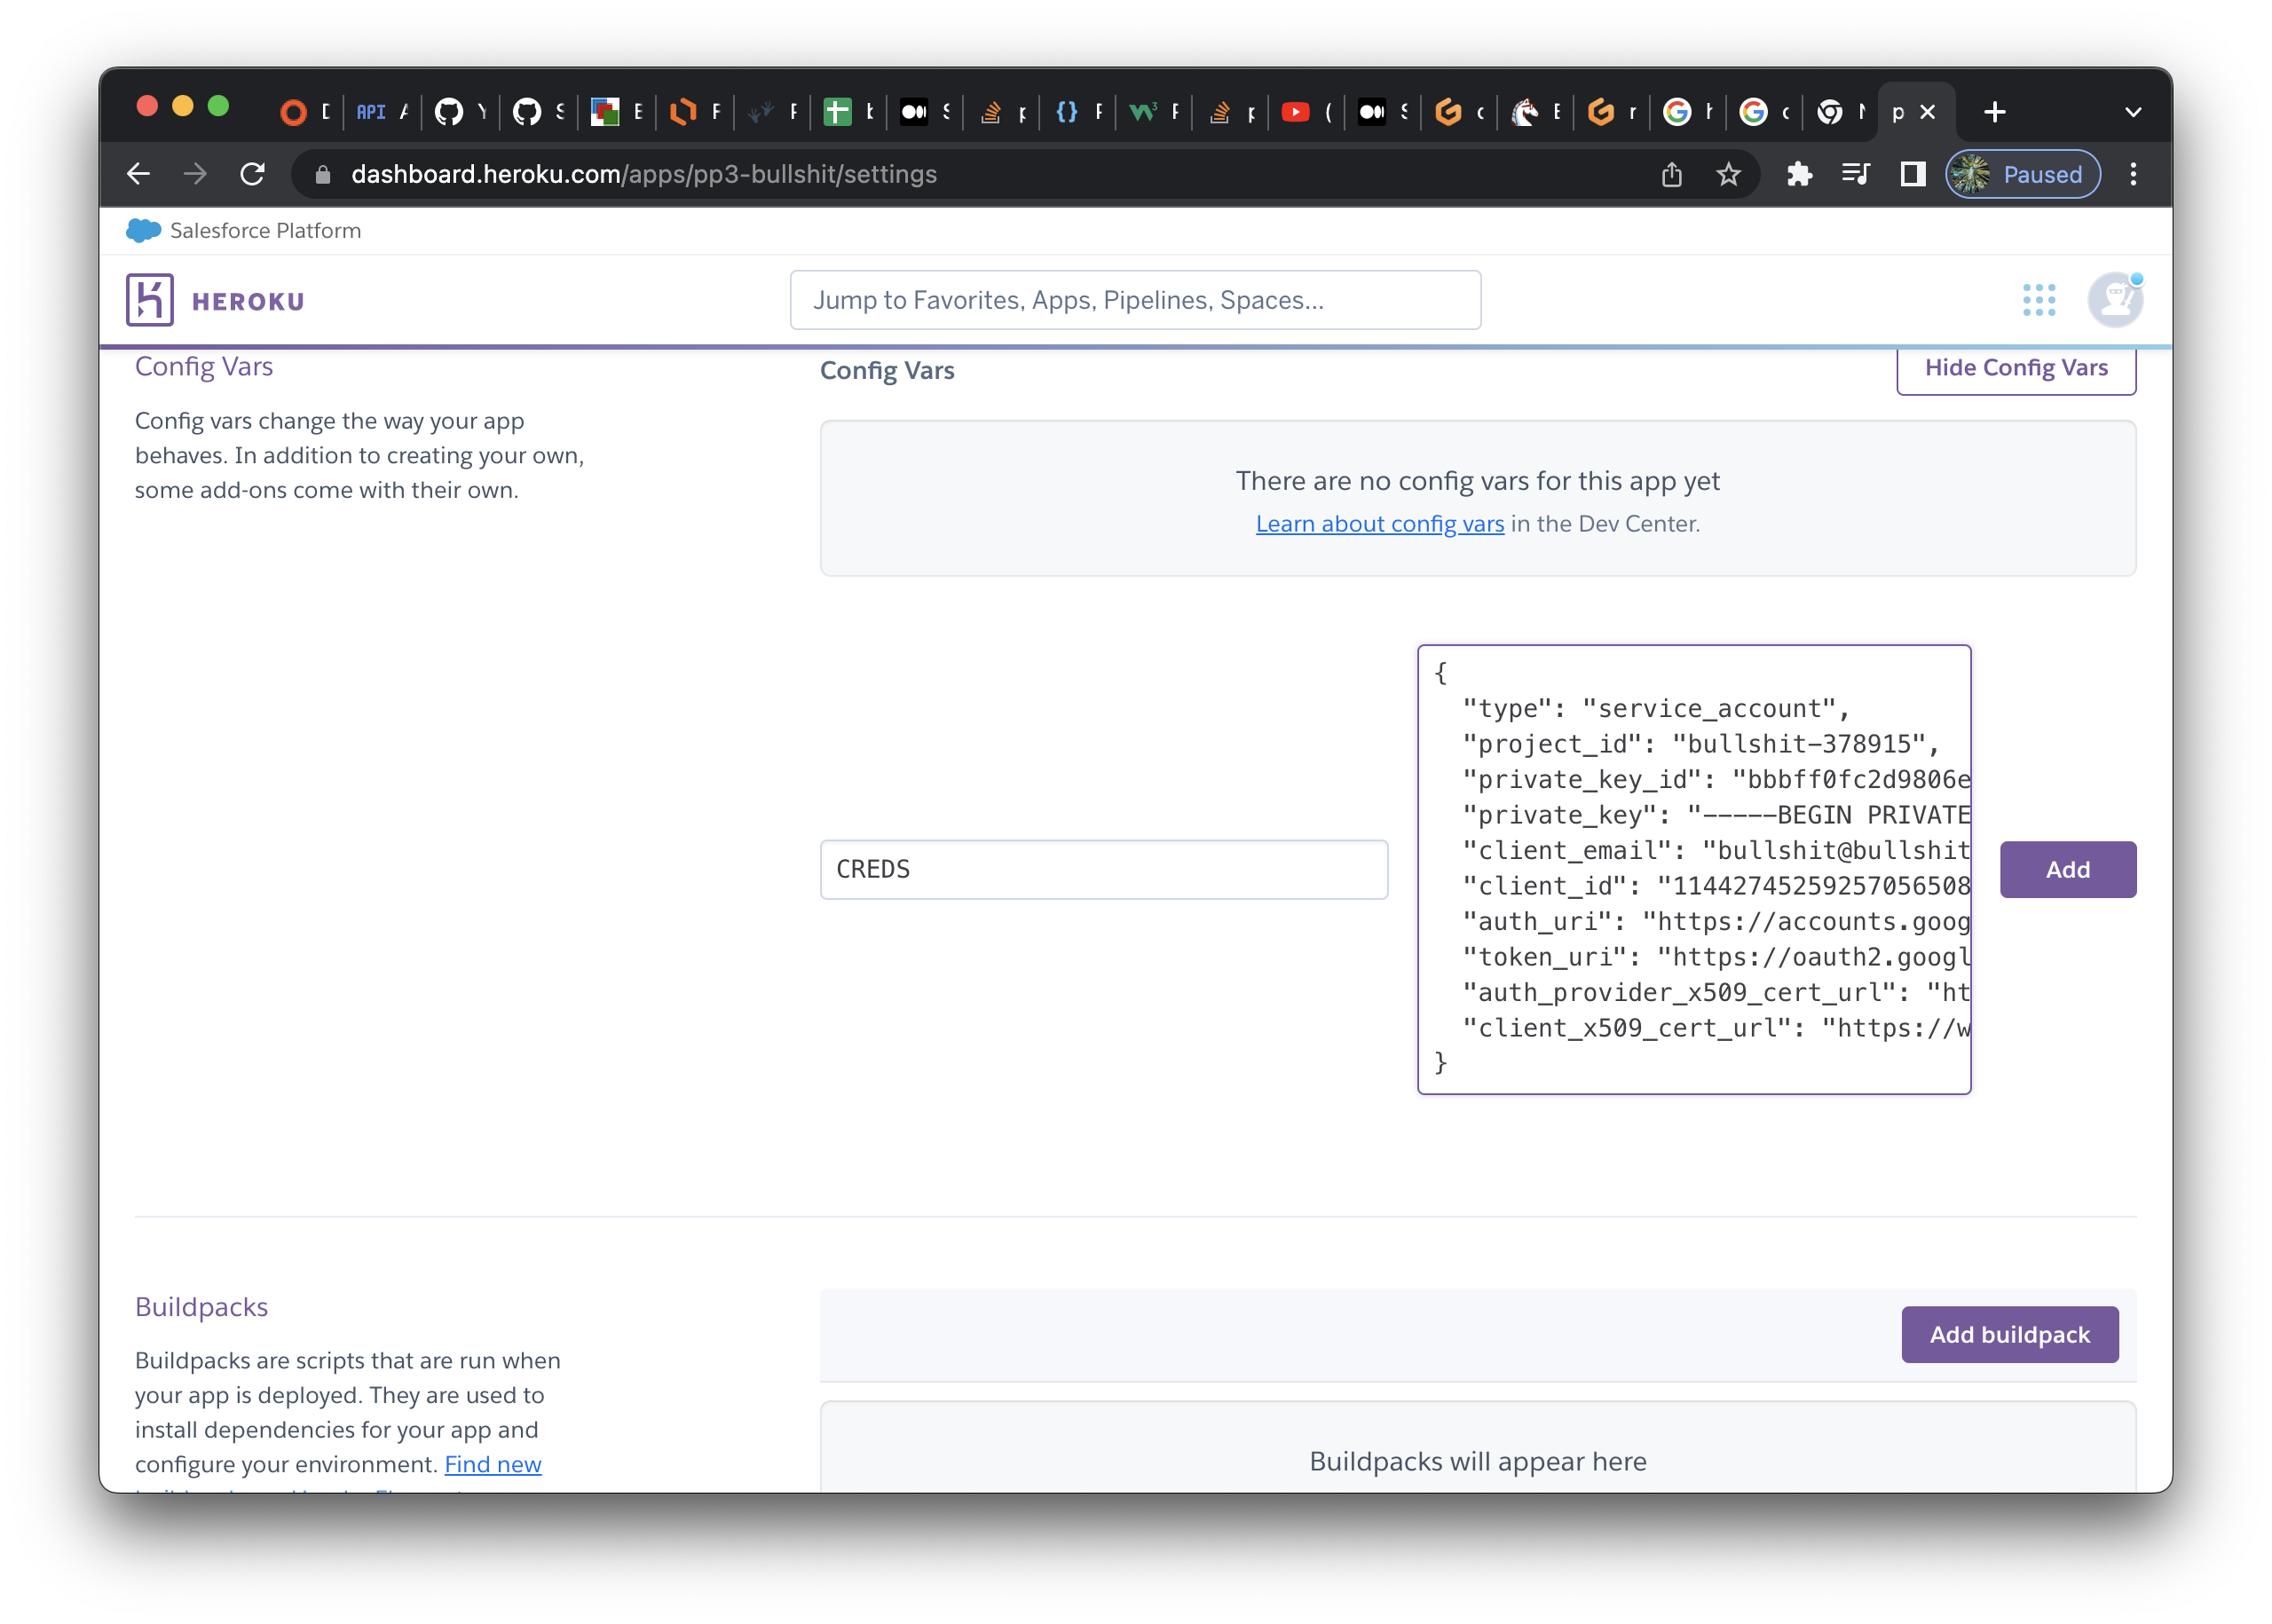 API
dashboard.heroku.com/apps/pp3-bullshit/settings
Paused
Salesforce Platform
HEROKU
Jump to Favorites, Apps, Pipelines, Spaces...
Config Vars
Config vars change the way your app
behaves. In addition to creating your own,
some add-ons come with their own.
Config Vars
Hide Config Vars
There are no config vars for this app yet
Learn about config vars in the Dev Center.
CREDS
{
"type": "service_account",
"project_id": "bullshit-378915",
"private_key_id": "bbbff0fc2d9806e
"private_key": "-----BEGIN PRIVATE
"client_email": "bullshit@bullshit
"client_id": "11442745259257056508
"auth_uri": "https://accounts.goog
"token_uri": "https://oauth2.googl
"auth_provider_x509_cert_url": "ht
"client_x509_cert_url": "https://w
}
Add
Buildpacks
Buildpacks are scripts that are run when
your app is deployed. They are used to
install dependencies for your app and
configure your environment. Find new
Add buildpack
Buildpacks will appear here